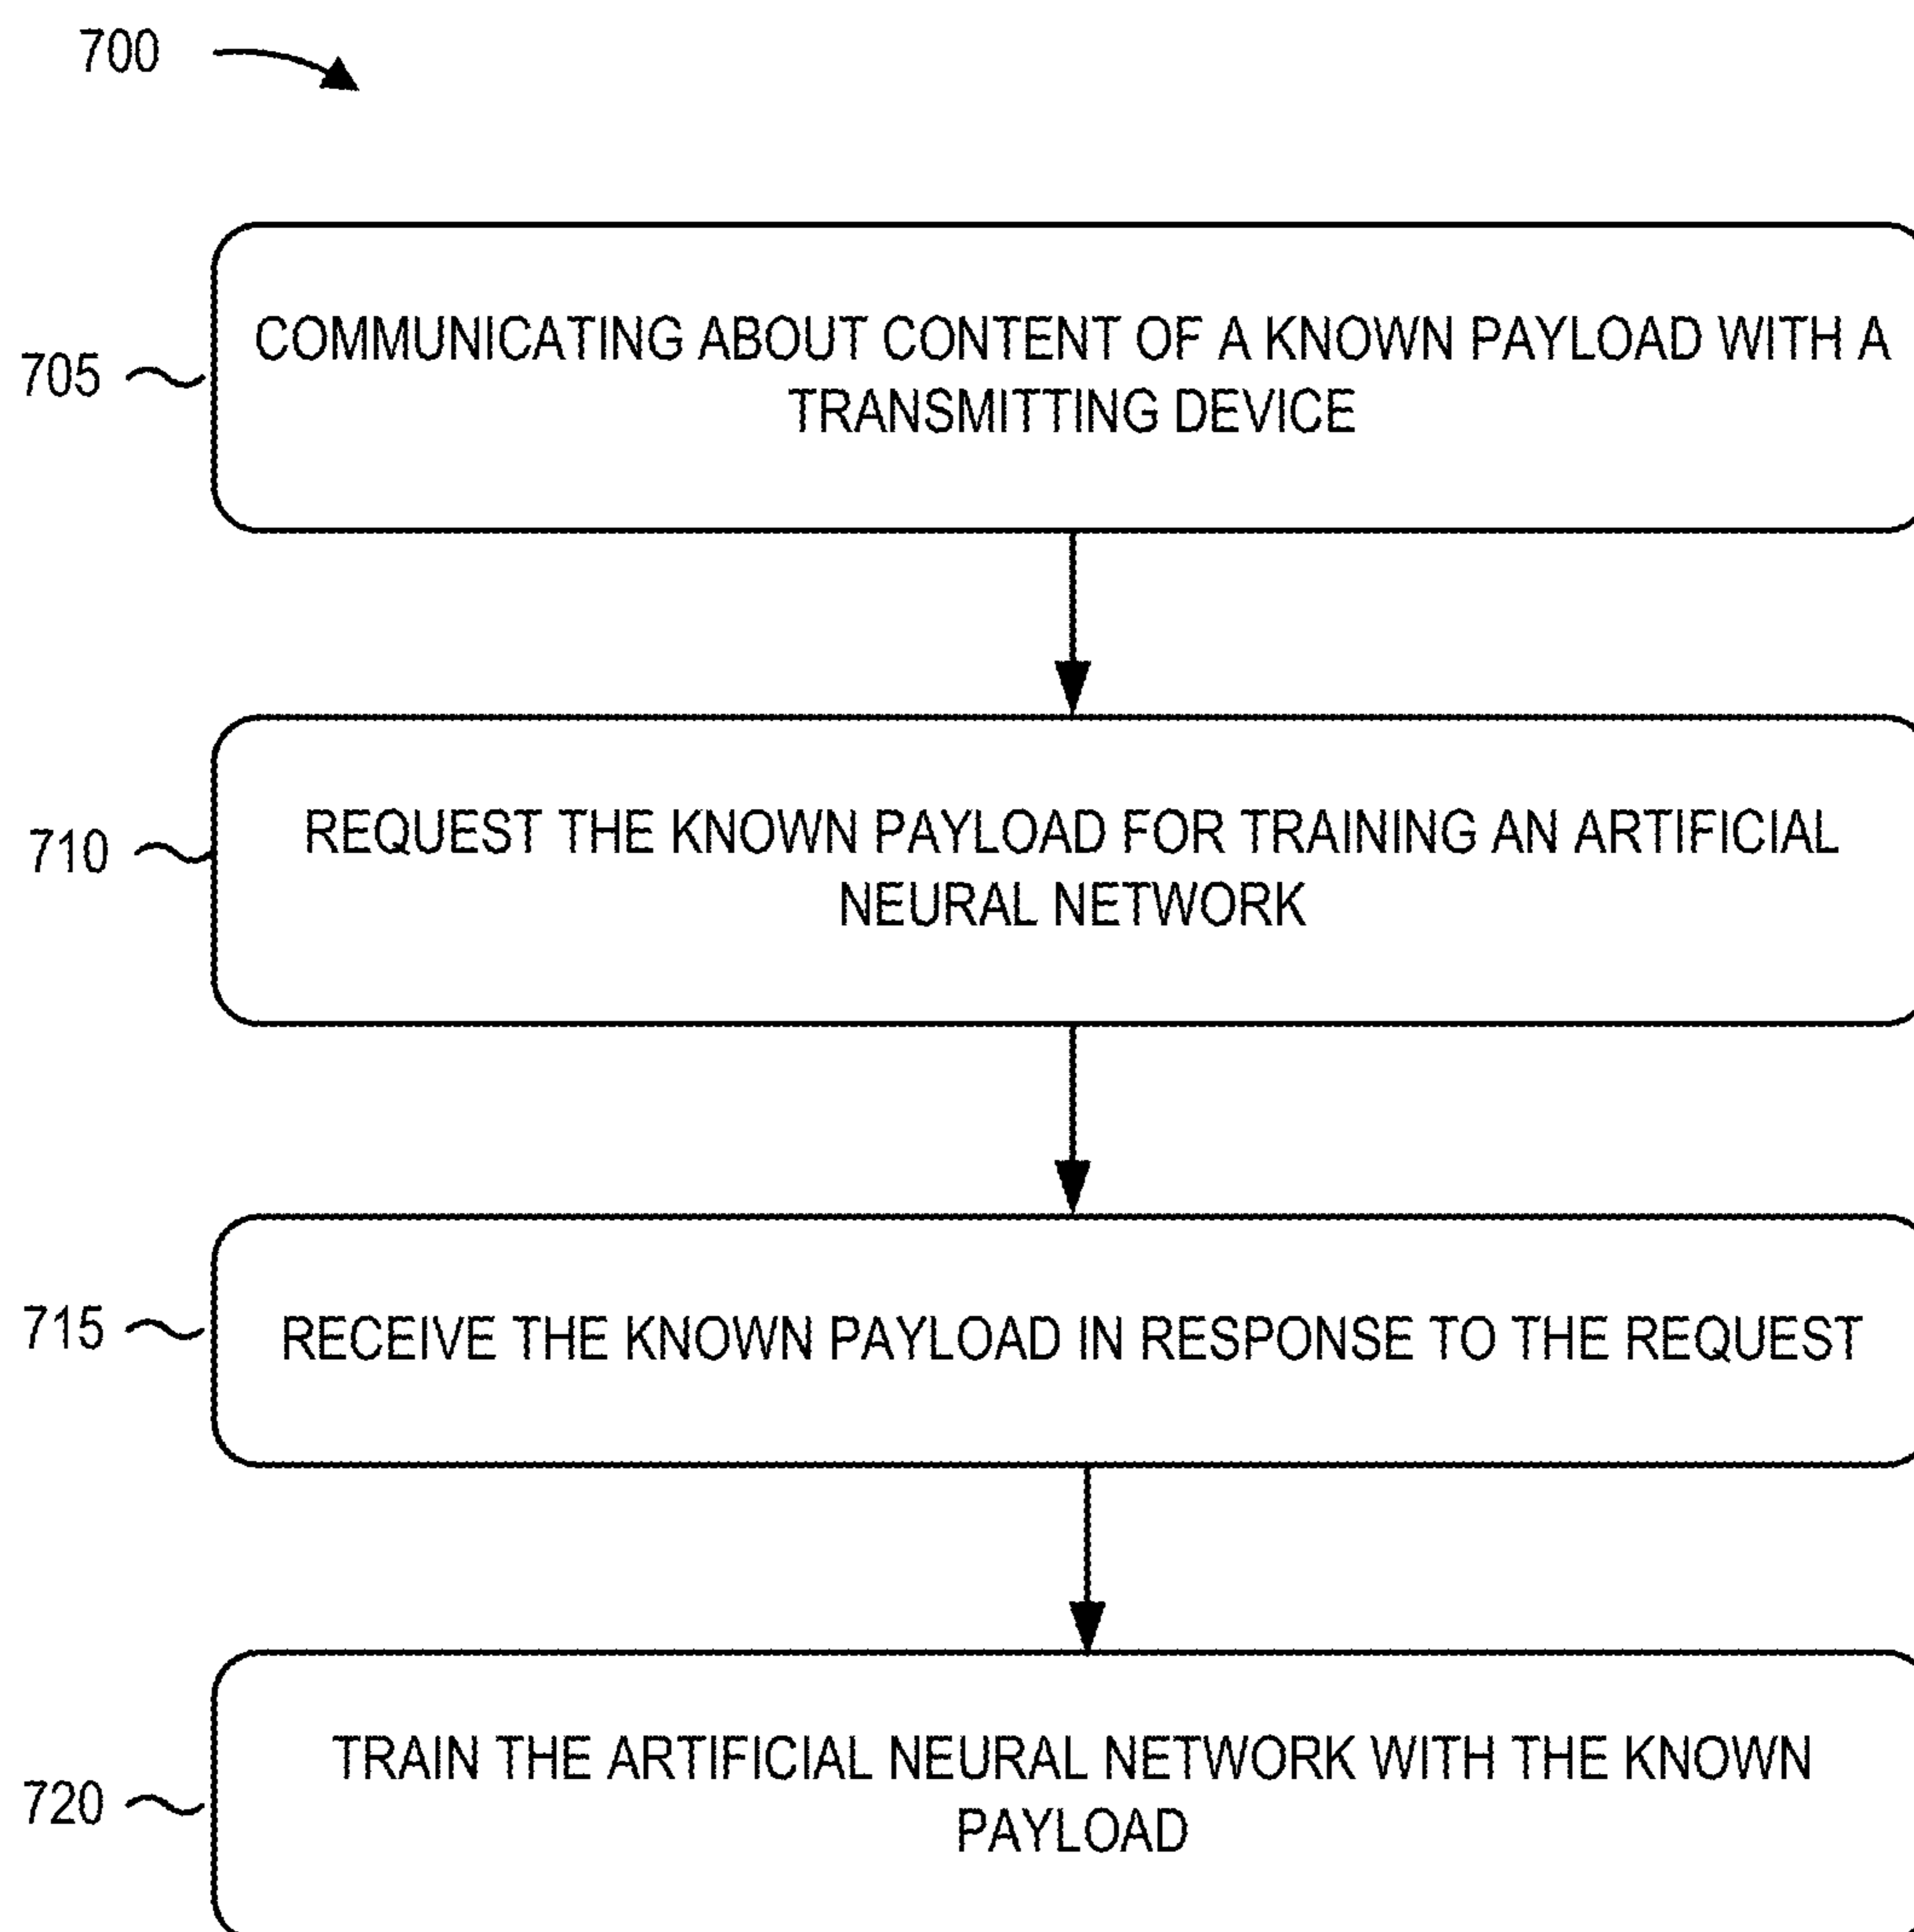 700
705
COMMUNICATING ABOUT CONTENT OF A KNOWN PAYLOAD WITH A
TRANSMITTING DEVICE
710
REQUEST THE KNOWN PAYLOAD FOR TRAINING AN ARTIFICIAL
NEURAL NETWORK
715
RECEIVE THE KNOWN PAYLOAD IN RESPONSE TO THE REQUEST
720
TRAIN THE ARTIFICIAL NEURAL NETWORK WITH THE KNOWN
PAYLOAD